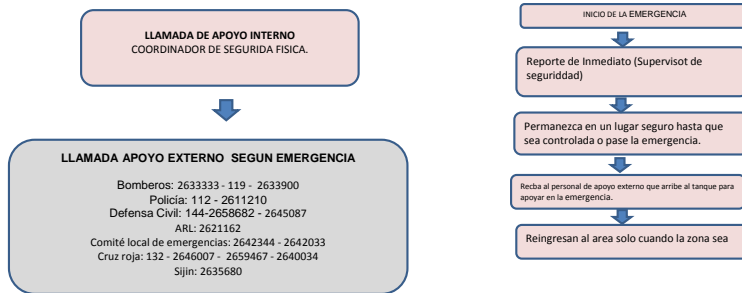 LLAMADA DE APOYO INTERNO
COORDINADOR DE SEGURIDA FISICA.
LLAMADA APOYO EXTERNO SEGUN EMERGENCIA
Bomberos: 2633333 - 119 - 2633900
Policía: 112 - 2611210
Defensa Civil: 144-2658682 - 2645087
ARL: 2621162
Comité local de emergencias: 2642344 - 2642033
Cruz roja: 132 - 2646007 - 2659467 - 2640034
Sijin: 2635680
INICIO DE LA EMERGENCIA
Reporte de Inmediato (Supervisot de
seguriddad)
Permanezca en un lugar seguro hasta que
sea controlada o pase la emergencia.
Recba al personal de apoyo externo que arribe al tanque para
apoyar en la emergencia.
Reingresan al area solo cuando la zona sea